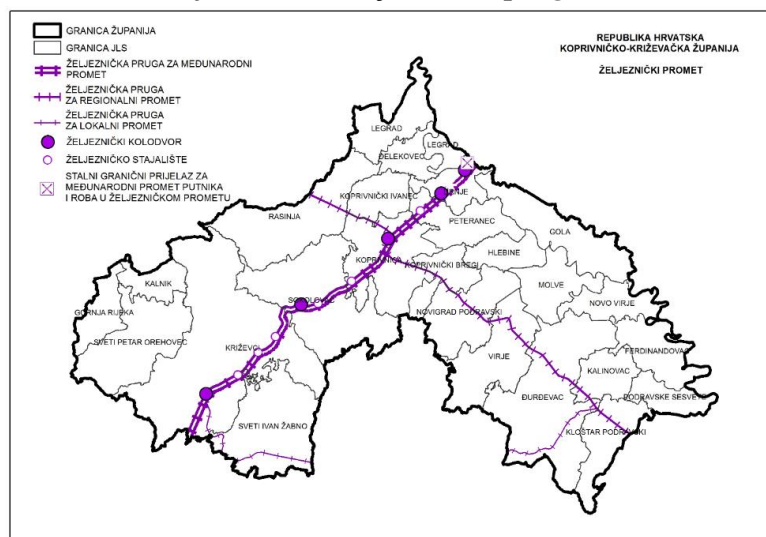 GRANICA ŽUPANIJA
GRANICA JLS
ŽELJEZNIČKA PRUGA ZA MEĐUNARODNI
PROMET
ŽELJEZNIČKA PRUGA
ZA REGIONALNI PROMET
ŽELJEZNIČKA PRUGA
ZA LOKALNI PROMET
ŽELJEZNIČKI KOLODVOR
ŽELJEZNIČKO STAJALIŠTE
STALNI GRANIČNI PRIJELAZ ZA
MEĐUNARODNI PROMET PUTNIKA
I ROBA U ŽELJEZNIČKOM PROMETU
REPUBLIKA HRVATSKA
KOPRIVNIČKO-KRIŽEVAČKA ŽUPANIJA
ŽELJEZNIČKI PROMET
LEGRAD
LEGRAD
ĐELEKOVEC
KOPRIVNIČKI IVANEC
RASINJA
PETERANEC
GOLA
HLEBINE
KOPRIVNICA
KOPRIVNIČKI BREGI
MOLVE
KALNIK
NOVO VIRJE
GORNJA RIJEKA
NOVIGRAD PODRAVSKI
SVETI PETAR OREHOVEC
KRIŽEVCI
VIRJE
FERDINANDOVAC
KALINOVAC
ĐURĐEVAC
PODRAVSKE SESVETE
SVETI IVAN ŽABNO
KLOŠTAR PODRAVSKI